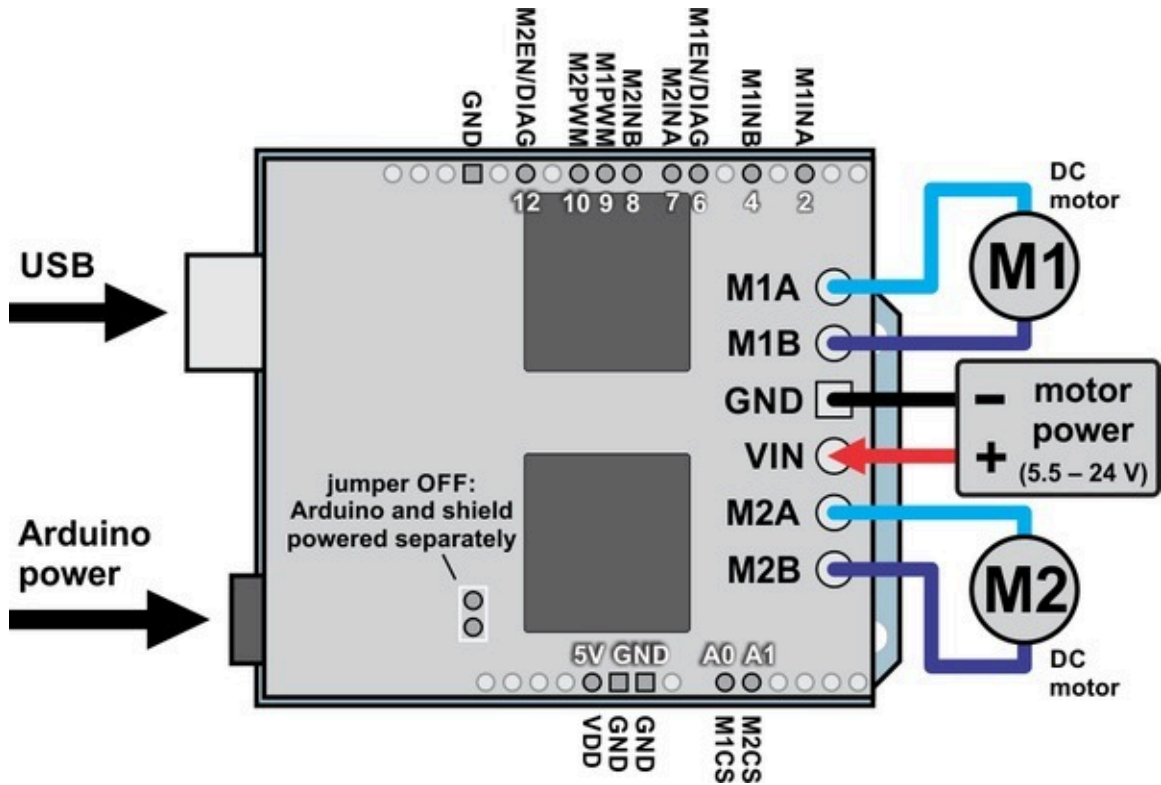 GND
M2EN/DIAG
M2PWM
M1PWM
M2INB
M2INA
M1EN/DIAG
M1INB
M1INA
12 10 9 8 7 6 4 2
USB
Arduino
power
jumper OFF:
Arduino and shield
powered separately
M1A
M1B
GND
VIN
M2A
M2B
DC
motor
M1
– motor
+ power
(5.5 – 24 V)
M2
DC
motor
5V GND A0 A1
VDD
GND
GND
M1CS
M2CS